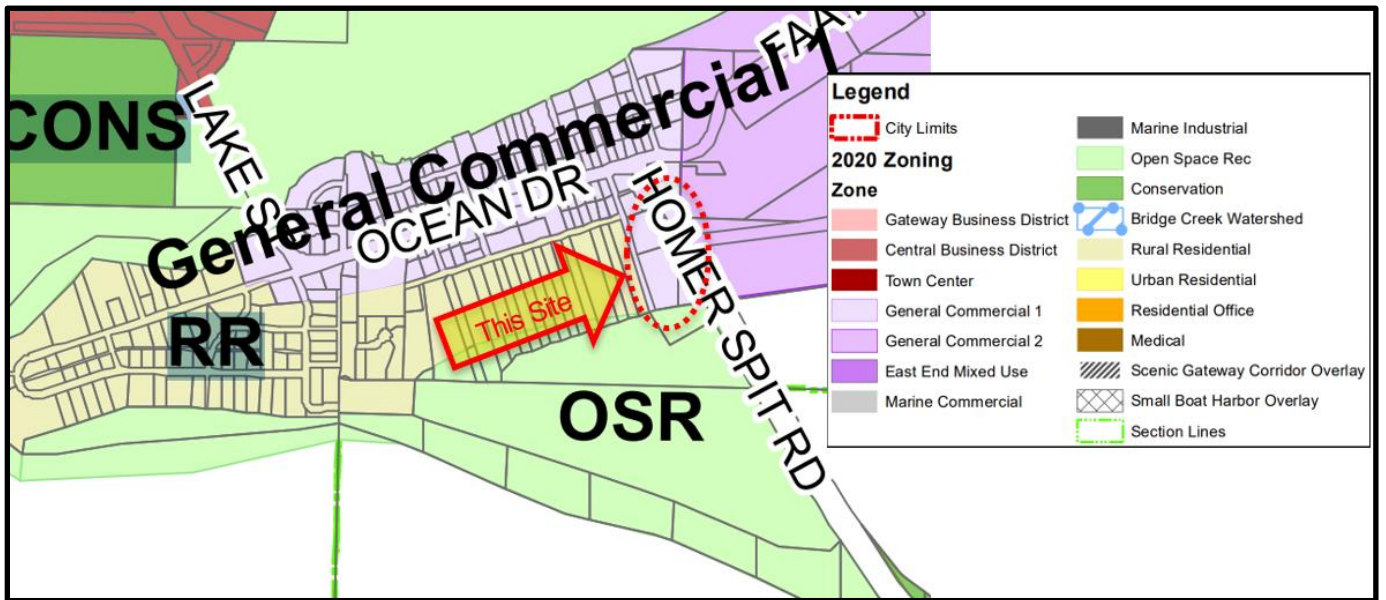 CONS
LAKE
General Commercial 1
OCEAN DR
HOMER SPIT RD
This Site
RR
OSR
Legend
City Limits
2020 Zoning
Zone
Gateway Business District
Central Business District
Town Center
General Commercial 1
General Commercial 2
East End Mixed Use
Marine Commercial
Marine Industrial
Open Space Rec
Conservation
Bridge Creek Watershed
Rural Residential
Urban Residential
Residential Office
Medical
Scenic Gateway Corridor Overlay
Small Boat Harbor Overlay
Section Lines